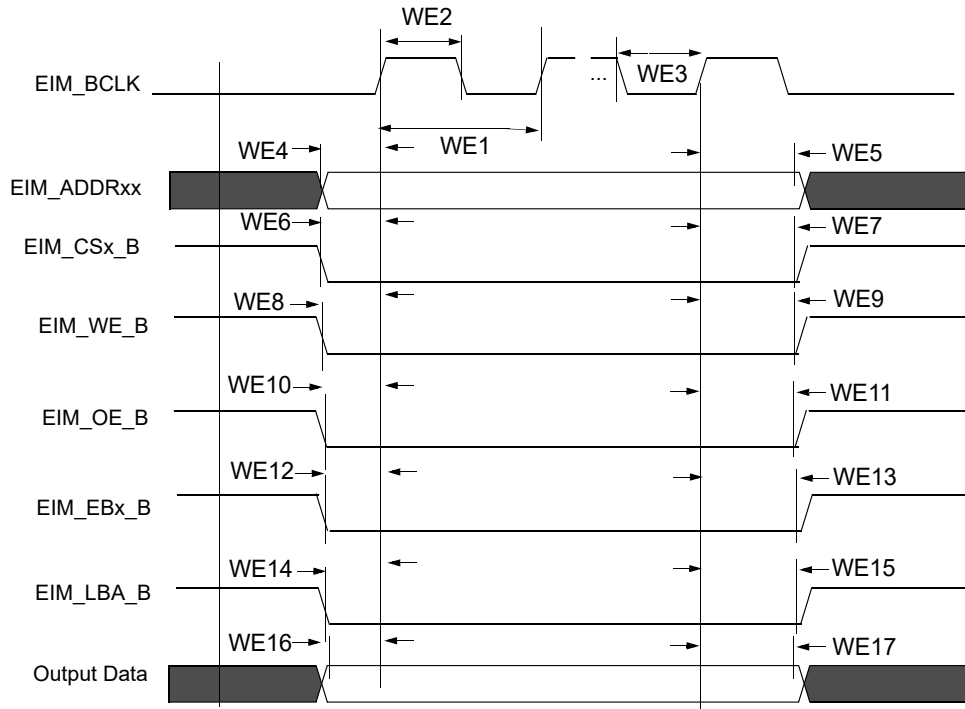 WE2
EIM_BCLK
...
WE3
WE4
WE1
WE5
EIM_ADDRxx
WE6
WE7
EIM_CSx_B
WE8
WE9
EIM_WE_B
WE10
WE11
EIM_OE_B
WE12
WE13
EIM_EBx_B
WE14
WE15
EIM_LBA_B
WE16
WE17
Output Data